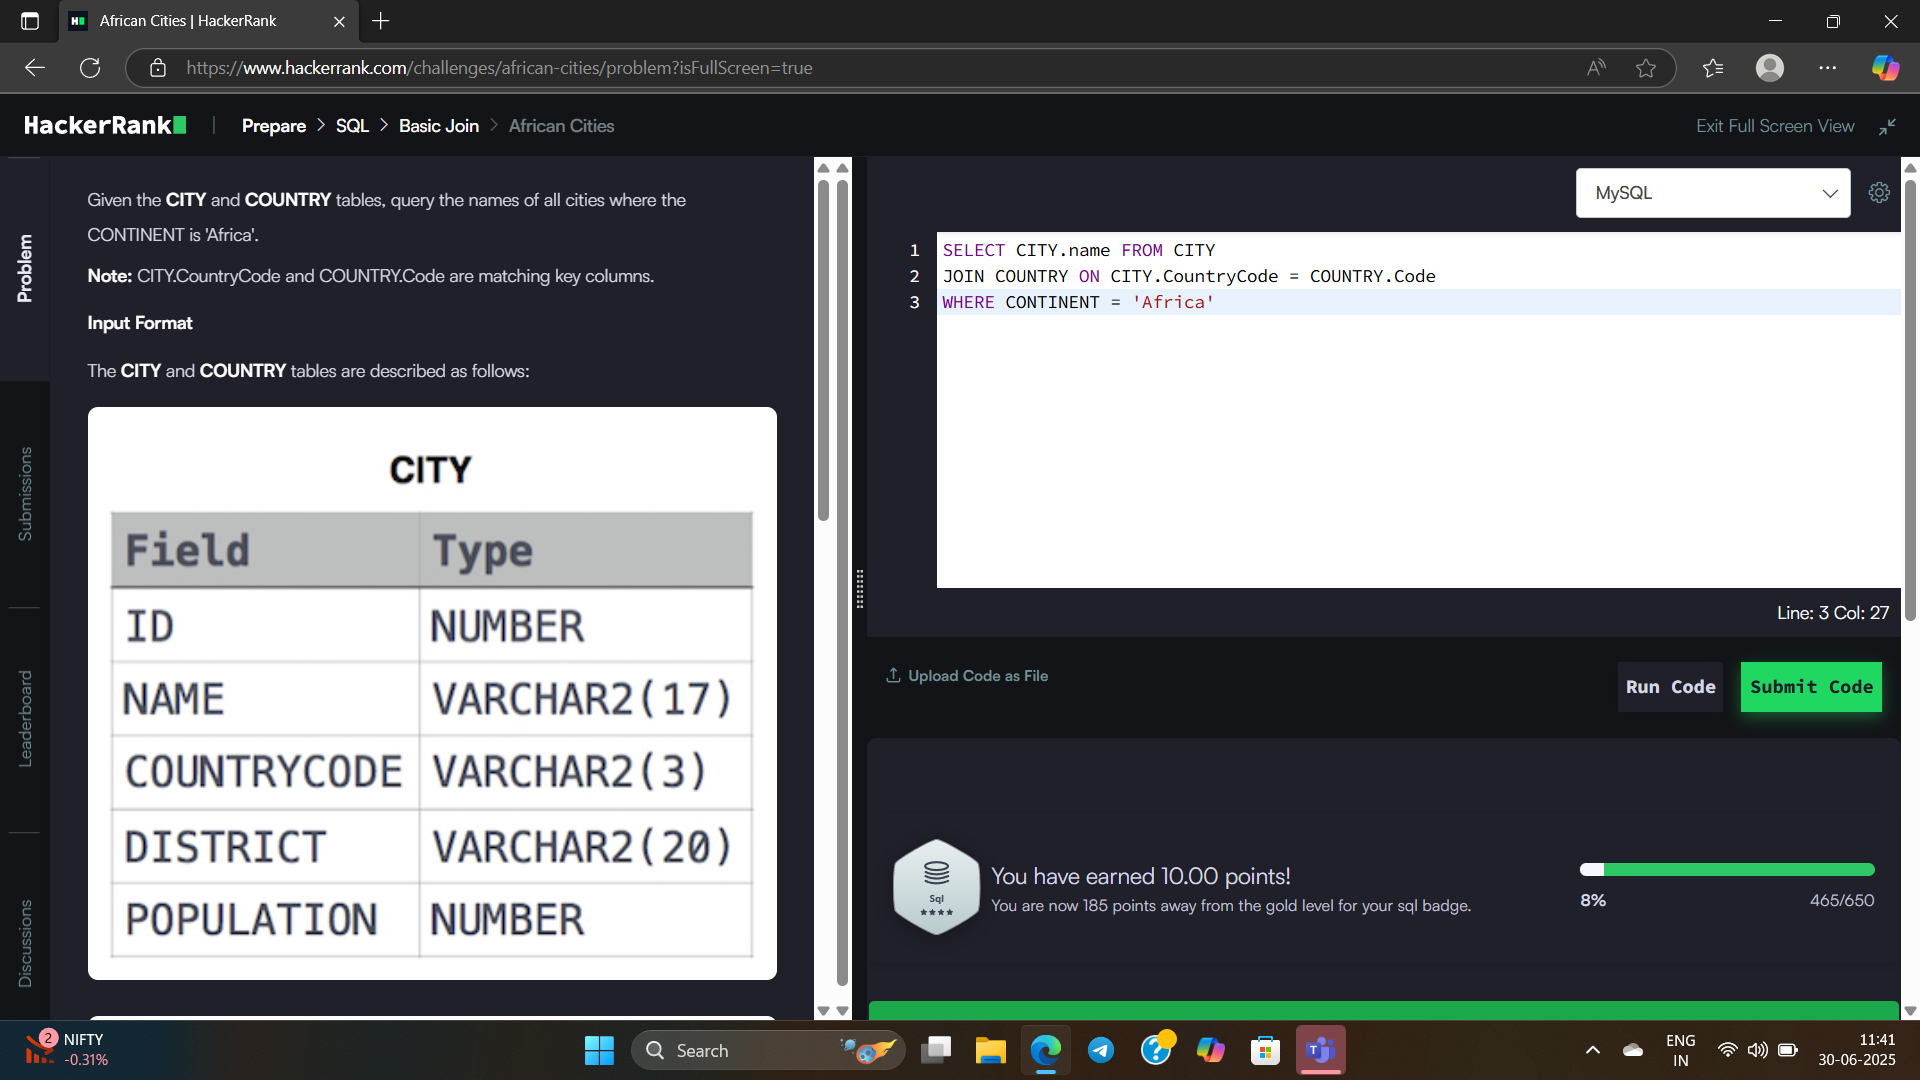 African Cities | HackerRank
https://www.hackerrank.com/challenges/african-cities/problem?isFullScreen=true
HackerRank
Prepare > SQL > Basic Join > African Cities
Exit Full Screen View
Problem
Submissions
Leaderboard
Discussions
Given the CITY and COUNTRY tables, query the names of all cities where the
CONTINENT is 'Africa'.
Note: CITY.CountryCode and COUNTRY.Code are matching key columns.
Input Format
The CITY and COUNTRY tables are described as follows:
CITY
Field Type
ID NUMBER
NAME VARCHAR2(17)
COUNTRYCODE VARCHAR2(3)
DISTRICT VARCHAR2(20)
POPULATION NUMBER
MySQL
1 SELECT CITY.name FROM CITY
2 JOIN COUNTRY ON CITY.CountryCode = COUNTRY.Code
3 WHERE CONTINENT = 'Africa'
Line: 3 Col: 27
Upload Code as File
Run Code
Submit Code
Sql
You have earned 10.00 points!
You are now 185 points away from the gold level for your sql badge.
8%
465/650
2
NIFTY
-0.31%
Search
ENG
IN
11:41
30-06-2025